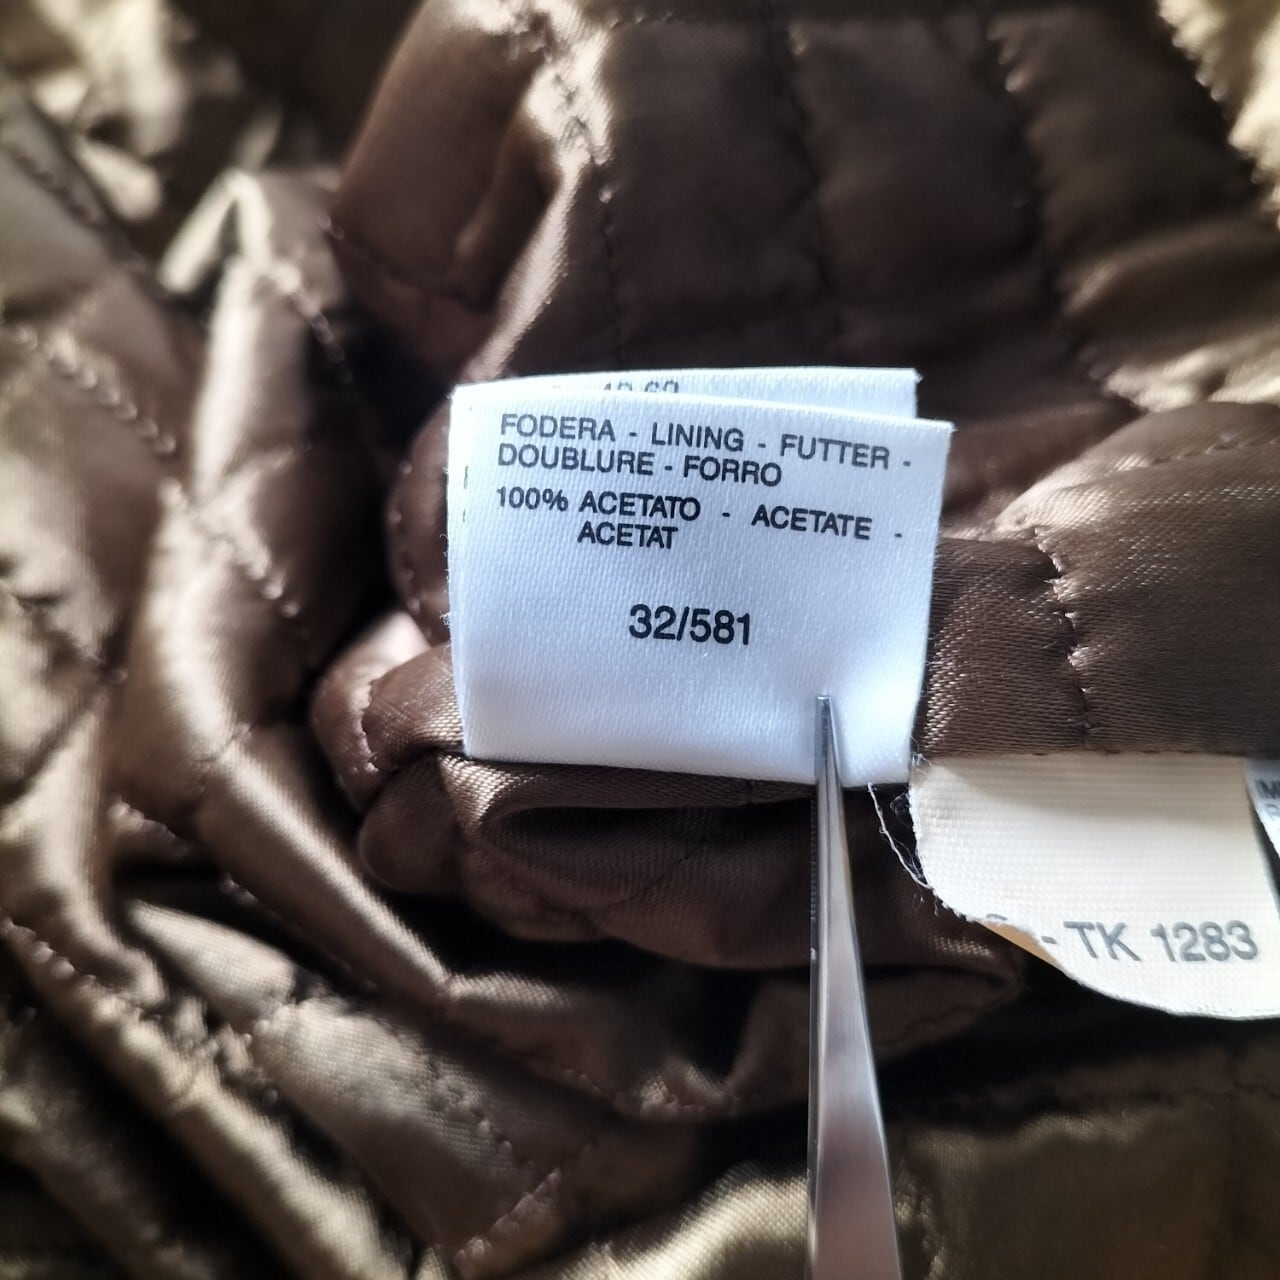 FODERA - LINING - FUTTER -
DOUBLURE - FORRO
100% ACETATO - ACETATE -
ACETAT
32/581
- TK 1283